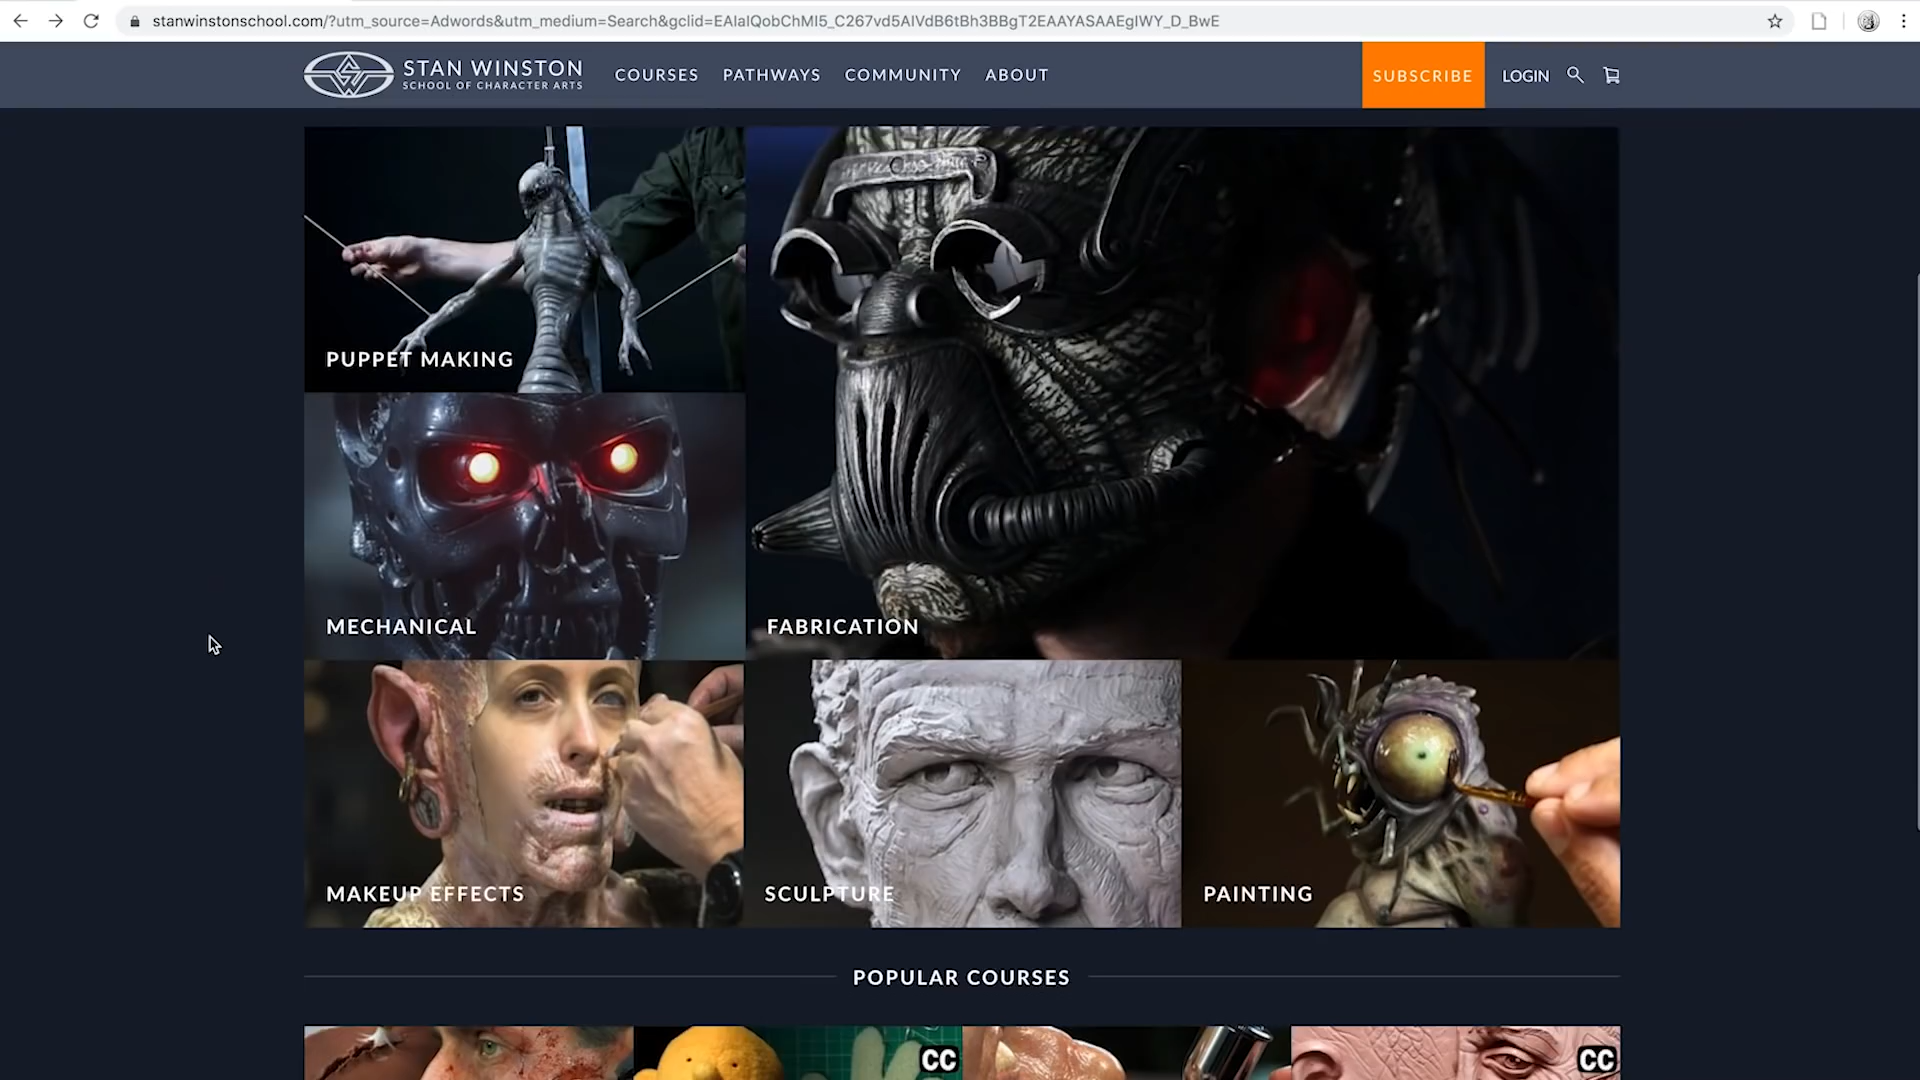 stanwinstonschool.com/?utm_source=Adwords&utm_medium=Search&gclid=EAIaIQobChMI5_C267vd5AIVdB6tBh3BBgT2EAAYASAAEgIWY_D_BwE
STAN WINSTON
SCHOOL OF CHARACTER ARTS
COURSES PATHWAYS COMMUNITY ABOUT
SUBSCRIBE LOGIN
PUPPET MAKING
MECHANICAL
FABRICATION
MAKEUP EFFECTS
SCULPTURE
PAINTING
POPULAR COURSES
CC
CC